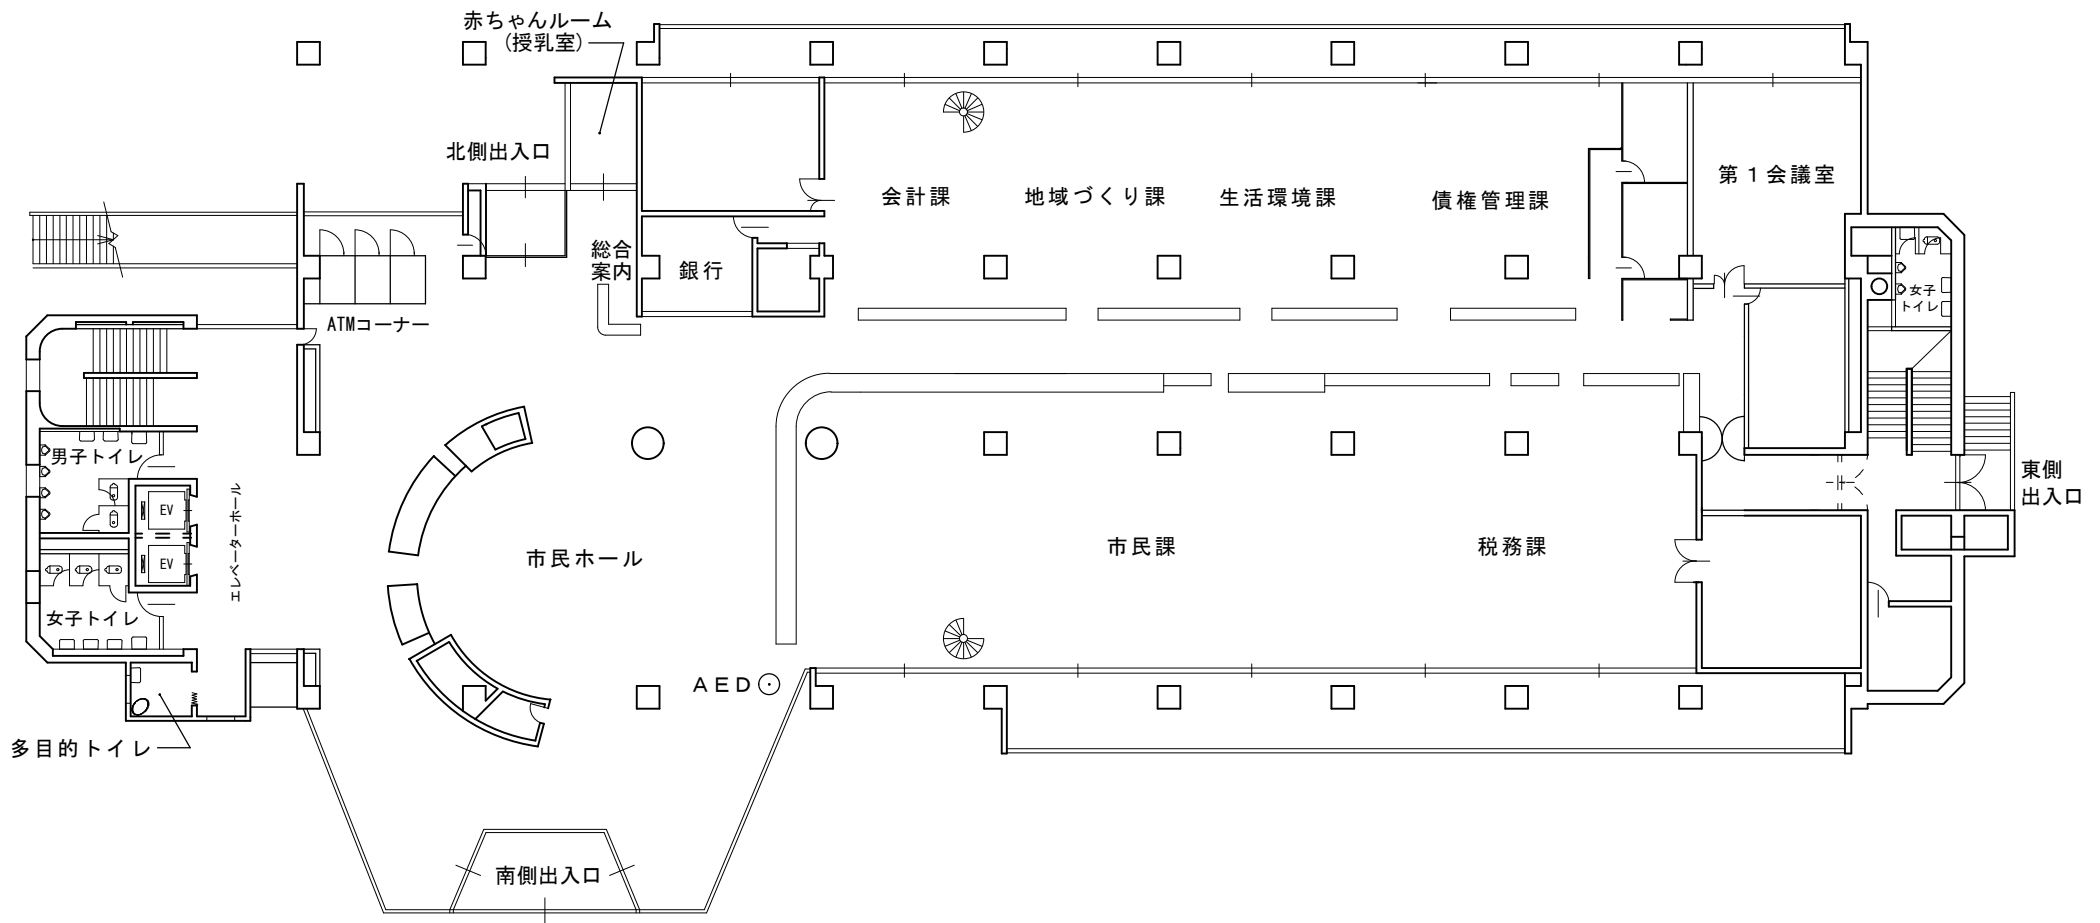 赤ちゃんルーム
(授乳室)
北側出入口
会計課
地域づくり課
生活環境課
債権管理課
第１会議室
総合
案内
銀行
女子
トイレ
ATMコーナー
男子トイレ
EV
EV
エレベーターホール
東側
出入口
市民ホール
市民課
税務課
女子トイレ
ＡＥＤ
多目的トイレ
南側出入口